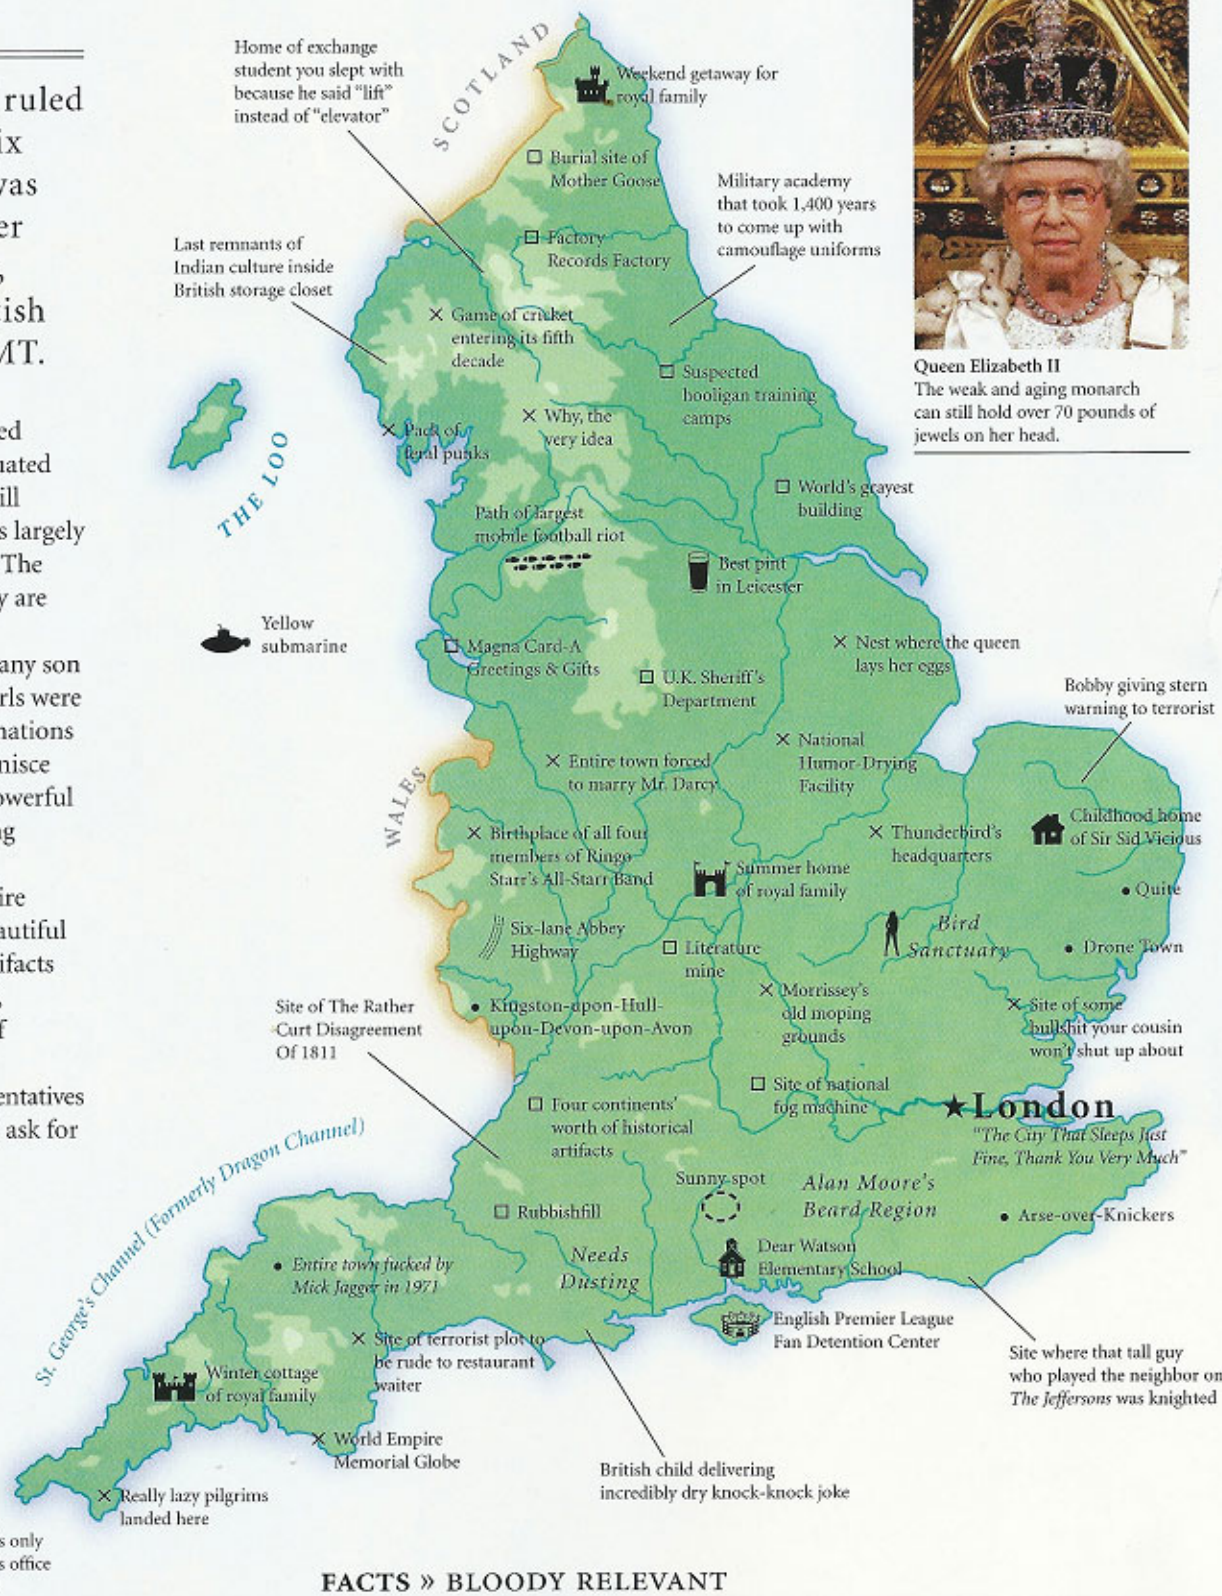 ruled
ix
vas
er
,
ish
MT.
ed
uated
ill
s largely
The
y are
any son
rls were
nations
nisce
owerful
ng
ire
autiful
ifacts
f
entatives
ask for
s only
s office
Home of exchange
student you slept with
because he said "lift"
instead of "elevator"
SCOTLAND
Weekend getaway for
royal family
Burial site of
Mother Goose
Military academy
that took 1,400 years
to come up with
camouflage uniforms
Factory
Records Factory
Last remnants of
Indian culture inside
British storage closet
Game of cricket
entering its fifth
decade
Queen Elizabeth II
The weak and aging monarch
can still hold over 70 pounds of
jewels on her head.
Suspected
hooligan training
camps
Why, the
very idea
Pack of
feral punks
THE LOO
World's grayest
building
Path of largest
mobile football riot
Best pint
in Leicester
Yellow
submarine
Magna Card-A
Greetings & Gifts
Nest where the queen
lays her eggs
U.K. Sheriff's
Department
Bobby giving stern
warning to terrorist
National
Humor-Drying
Facility
Entire town forced
to marry Mr. Darcy
WALES
Birthplace of all four
members of Ringo
Starr's All-Starr Band
Thunderbird's
headquarters
Childhood home
of Sir Sid Vicious
Summer home
of royal family
Quite
Six-lane Abbey
Highway
Bird
Sanctuary
Literature
mine
Drone Town
Morrissey's
old moping
grounds
Kingston-upon-Hull-
upon-Devon-upon-Avon
Site of some
bullshit your cousin
won't shut up about
Site of The Rather
Curt Disagreement
Of 1811
Site of national
fog machine
Four continents'
worth of historical
artifacts
London
"The City That Sleeps Just
Fine, Thank You Very Much"
St. George's Channel (Formerly Dragon Channel)
Sunny spot
Alan Moore's
Beard Region
Rubbishfill
Arse-over-Knickers
Needs
Dusting
Dear Watson
Elementary School
Entire town fucked by
Mick Jagger in 1971
English Premier League
Fan Detention Center
Site of terrorist plot to
be rude to restaurant
waiter
Site where that tall guy
who played the neighbor on
The Jeffersons was knighted
Winter cottage
of royal family
World Empire
Memorial Globe
British child delivering
incredibly dry knock-knock joke
Really lazy pilgrims
landed here
FACTS » BLOODY RELEVANT